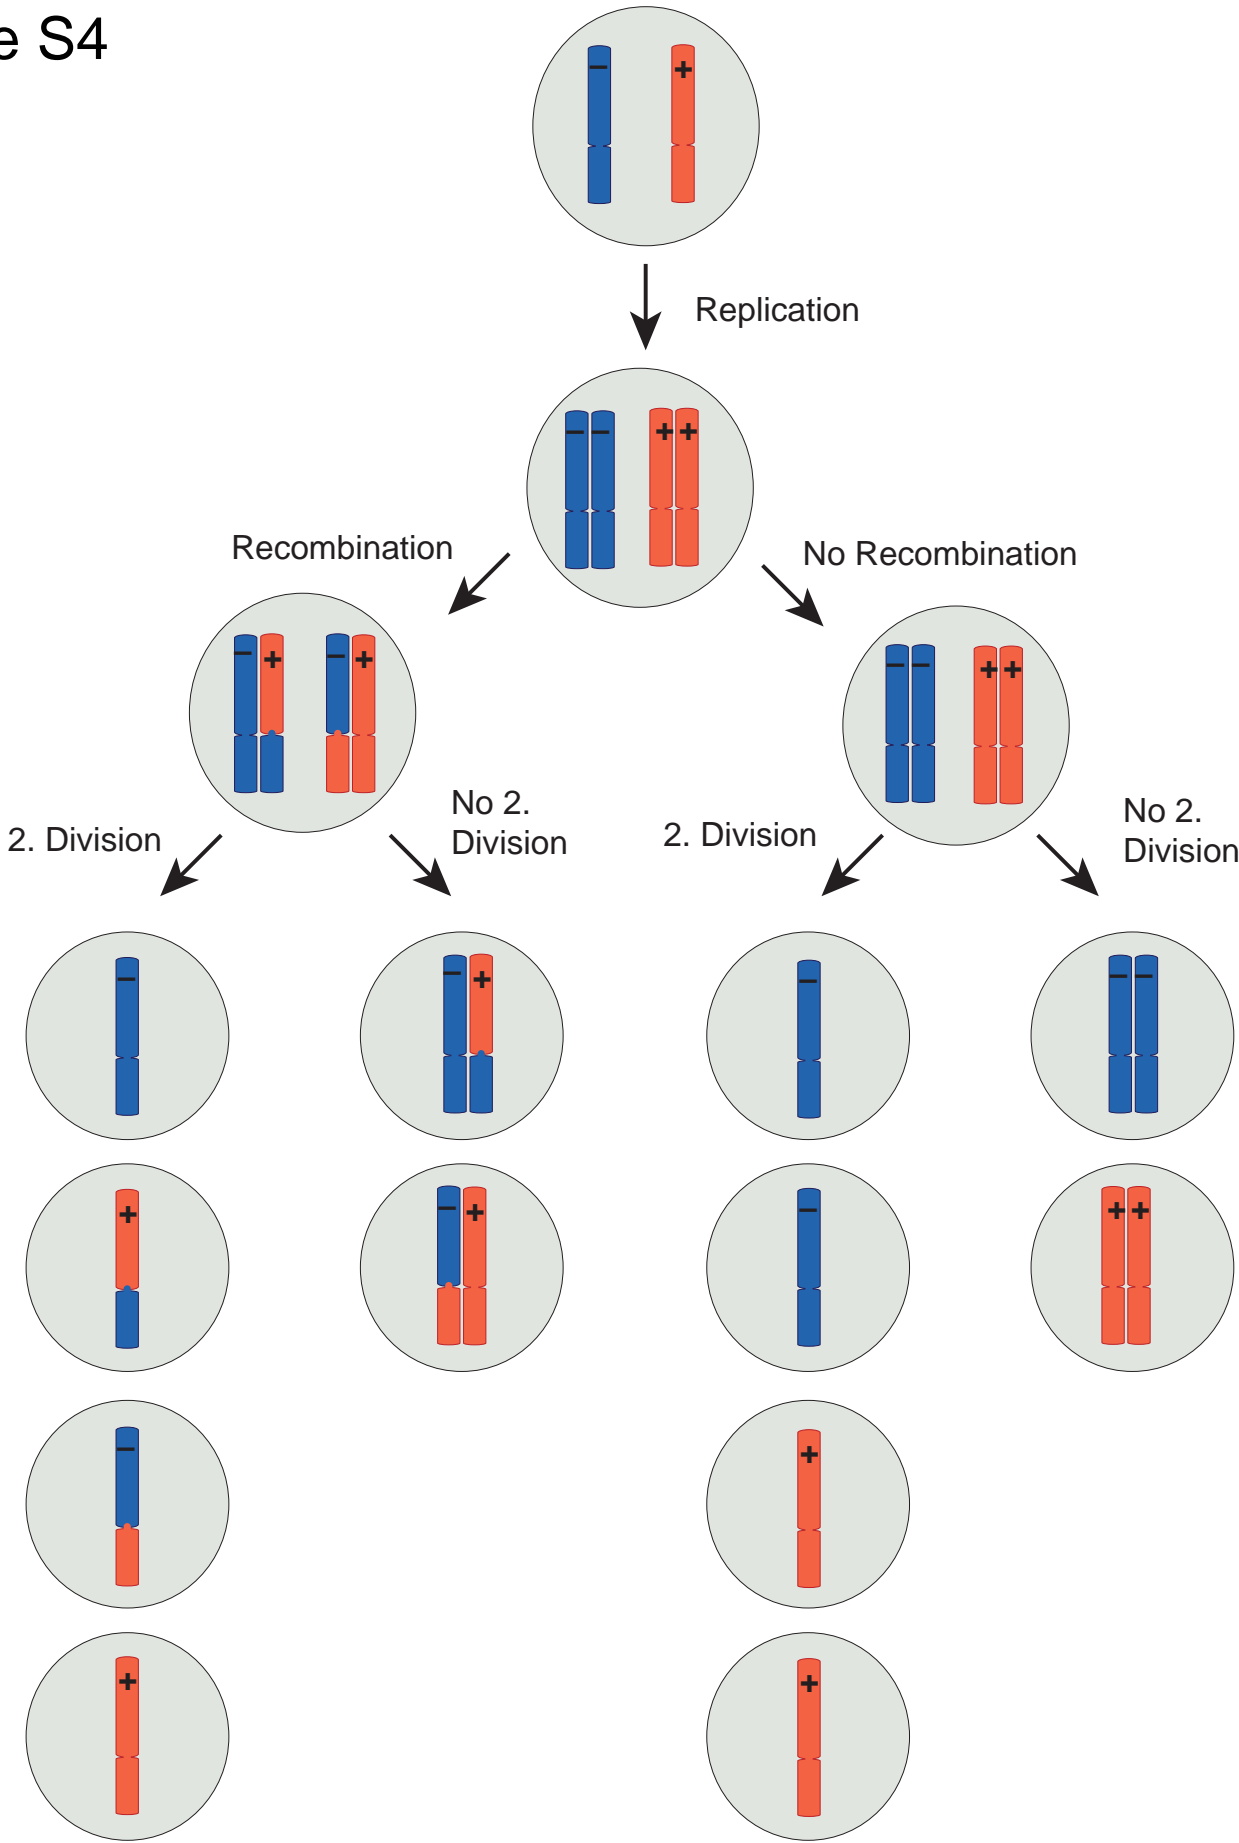 e S4
− +
Replication
− − + +
Recombination
No Recombination
− + − +
− − + +
2. Division
No 2.
Division
2. Division
No 2.
Division
−
− +
−
− −
+
− +
−
+ +
−
+
+
+